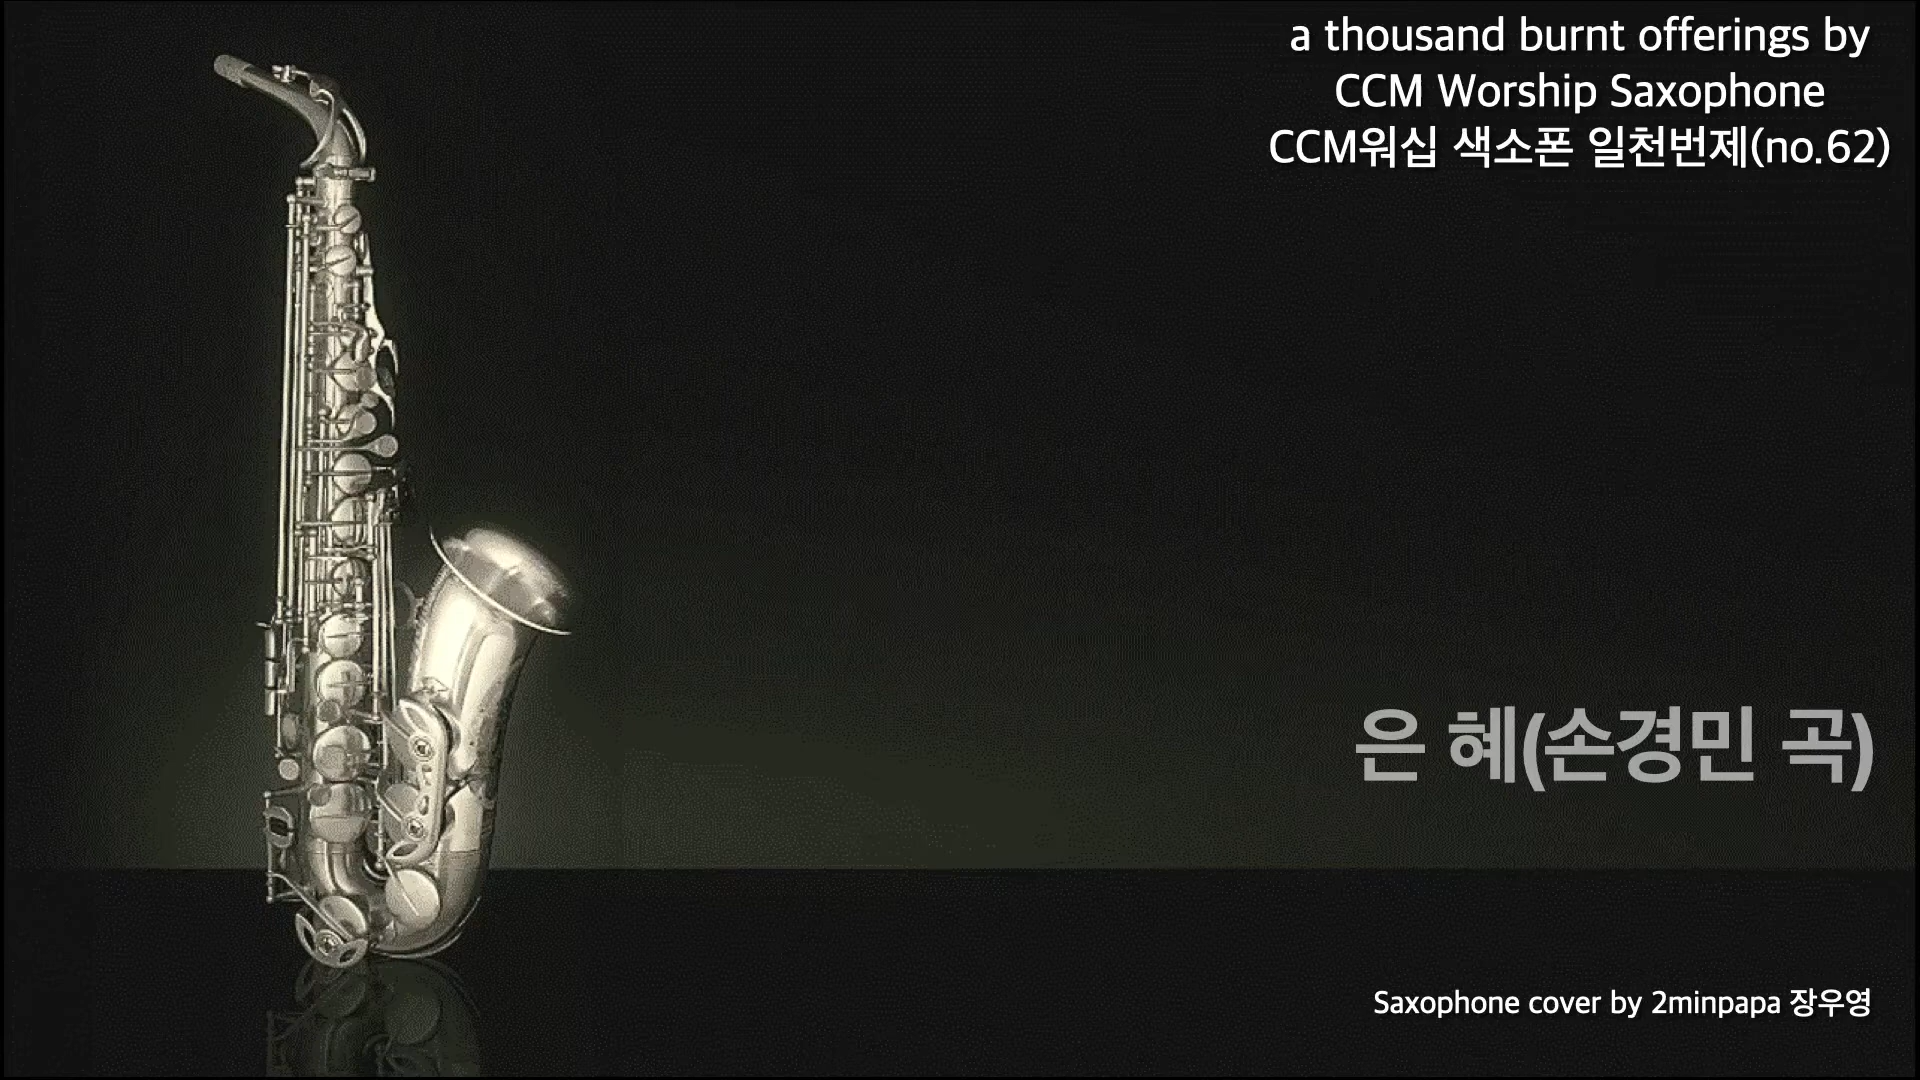 a thousand burnt offerings by
CCM Worship Saxophone
CCM워십 색소폰 일천번제(no.62)
은 혜(손경민 곡)
Saxophone cover by 2minpapa 장우영